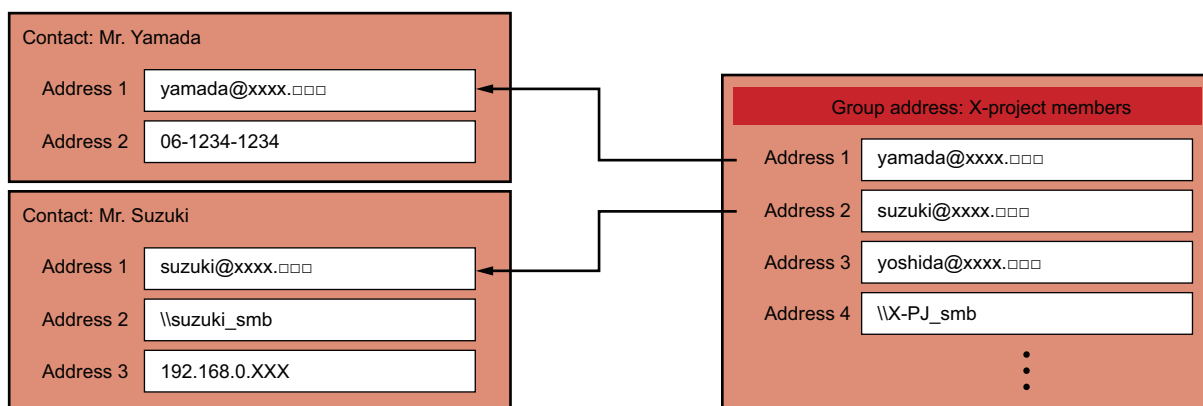 Contact: Mr. Yamada
Address 1 yamada@xxxx.□□□
Address 2 06-1234-1234
Contact: Mr. Suzuki
Address 1 suzuki@xxxx.□□□
Address 2 \\suzuki_smb
Address 3 192.168.0.XXX
Group address: X-project members
Address 1 yamada@xxxx.□□□
Address 2 suzuki@xxxx.□□□
Address 3 yoshida@xxxx.□□□
Address 4 \\X-PJ_smb